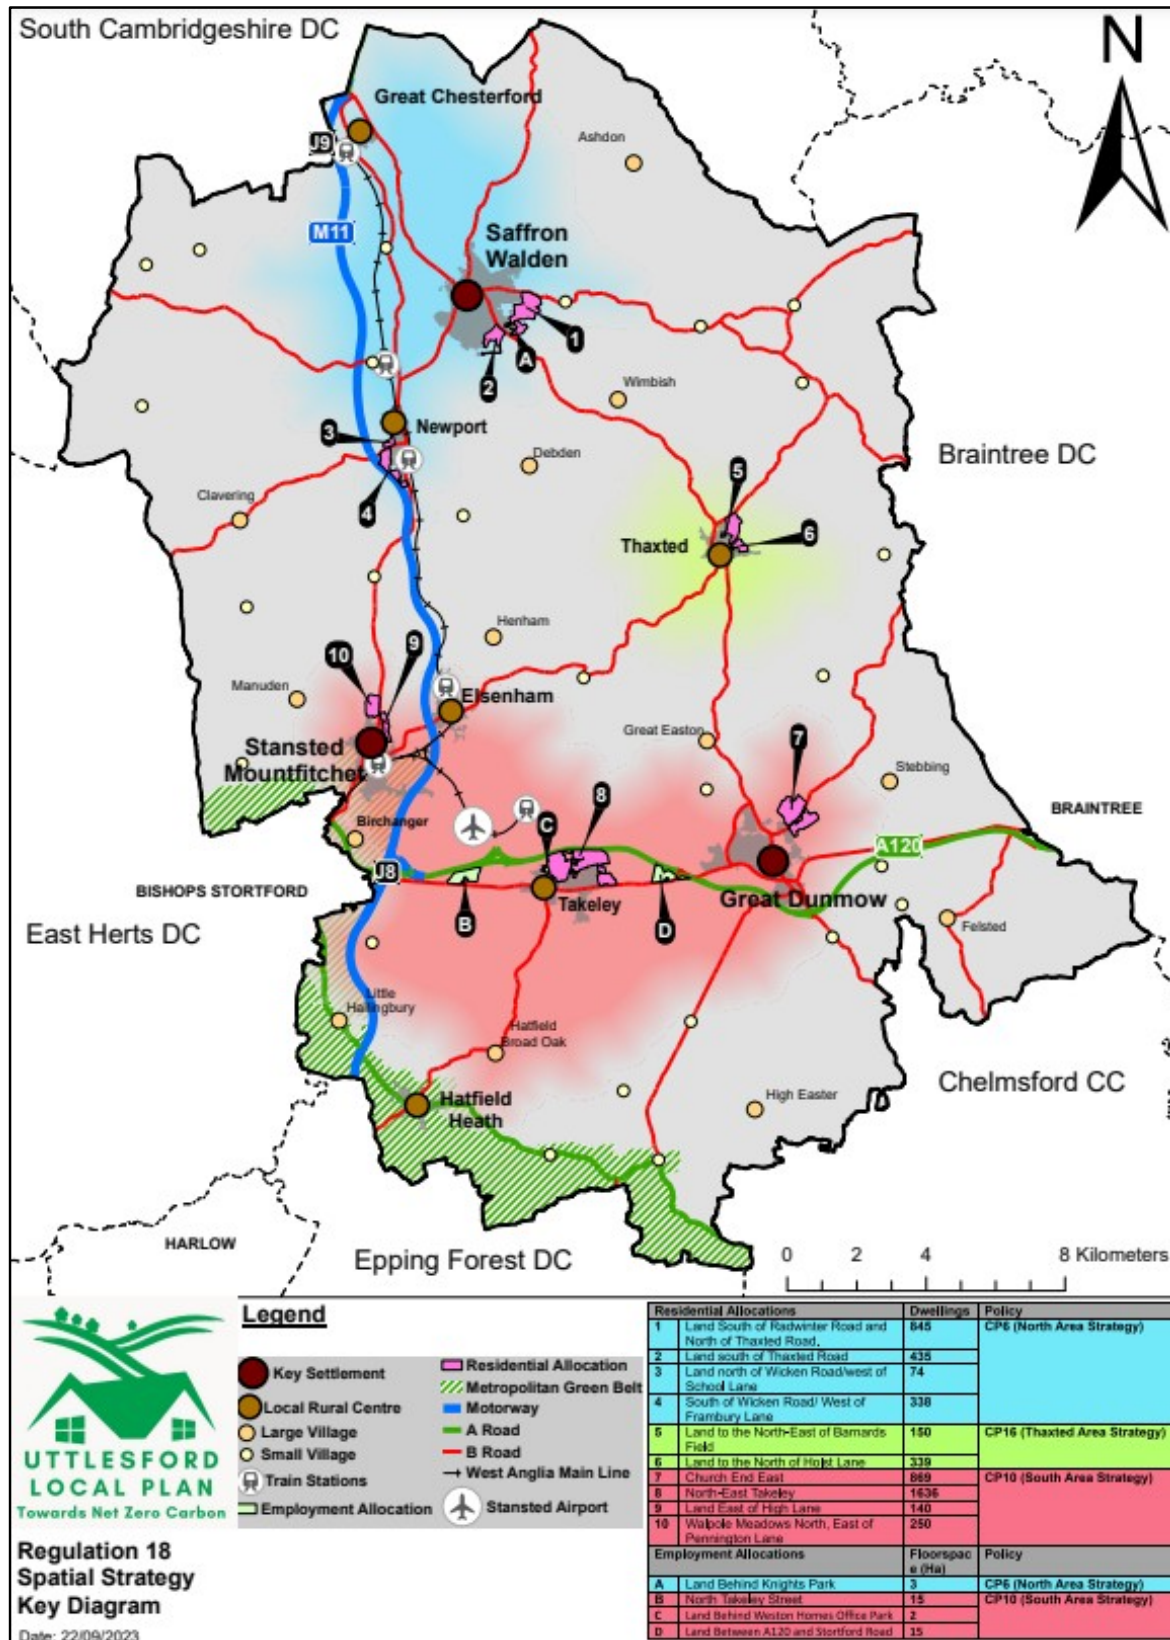 South Cambridgeshire DC
N
Great Chesterford
Ashdon
J9
M11
Saffron
Walden
1
A
2
Wimbish
3
Newport
Braintree DC
Debden
5
Clavering
4
6
Thaxted
Henham
9
10
Manuden
Elsenham
Great Easton
7
Stansted
Mountfitchet
Stebbing
8
BRAINTREE
C
Birchanger
A120
J8
BISHOPS STORTFORD
Takeley
Great Dunmow
B
D
East Herts DC
Felsted
Little
Hallingbury
Hatfield
Broad Oak
Chelmsford CC
High Easter
Hatfield
Heath
HARLOW
Epping Forest DC
0 2 4 8 Kilometers
UTTLESFORD
LOCAL PLAN
Towards Net Zero Carbon
Regulation 18
Spatial Strategy
Key Diagram
Date: 22/09/2023
Legend
Key Settlement
Local Rural Centre
Large Village
Small Village
Train Stations
Employment Allocation
Residential Allocation
Metropolitan Green Belt
Motorway
A Road
B Road
West Anglia Main Line
Stansted Airport
Residential Allocations Dwellings Policy
1 Land South of Radwinter Road and North of Thaxted Road, 845 CP6 (North Area Strategy)
2 Land south of Thaxted Road 435
3 Land north of Wicken Road/west of School Lane 74
4 South of Wicken Road/ West of Frambury Lane 338
5 Land to the North-East of Barnards Field 150 CP16 (Thaxted Area Strategy)
6 Land to the North of Holst Lane 339
7 Church End East 869 CP10 (South Area Strategy)
8 North-East Takeley 1636
9 Land East of High Lane 140
10 Walpole Meadows North, East of Pennington Lane 250
Employment Allocations Floorspace (Ha) Policy
A Land Behind Knights Park 3 CP6 (North Area Strategy)
B North Takeley Street 15 CP10 (South Area Strategy)
C Land Behind Weston Homes Office Park 2
D Land Between A120 and Stortford Road 15